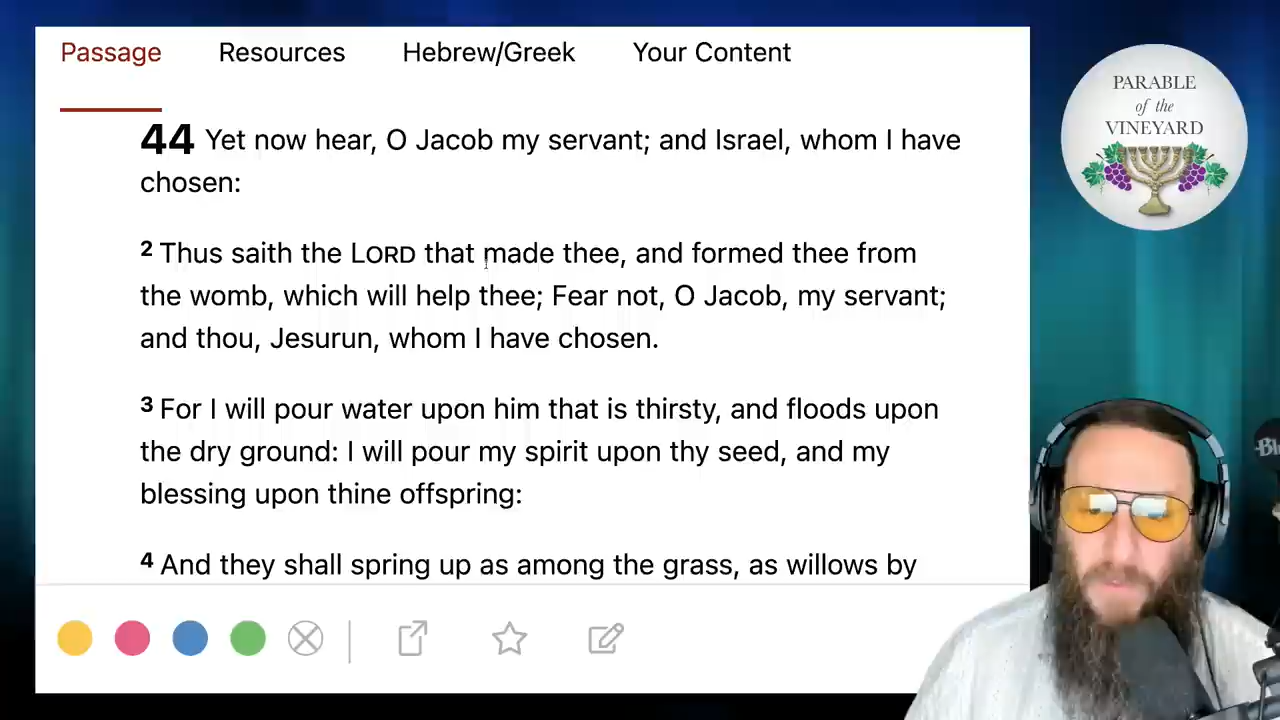 Passage Resources Hebrew/Greek Your Content
44 Yet now hear, O Jacob my servant; and Israel, whom I have
chosen:
2 Thus saith the LORD that made thee, and formed thee from
the womb, which will help thee; Fear not, O Jacob, my servant;
and thou, Jesurun, whom I have chosen.
3 For I will pour water upon him that is thirsty, and floods upon
the dry ground: I will pour my spirit upon thy seed, and my
blessing upon thine offspring:
4 And they shall spring up as among the grass, as willows by
PARABLE
of the
VINEYARD